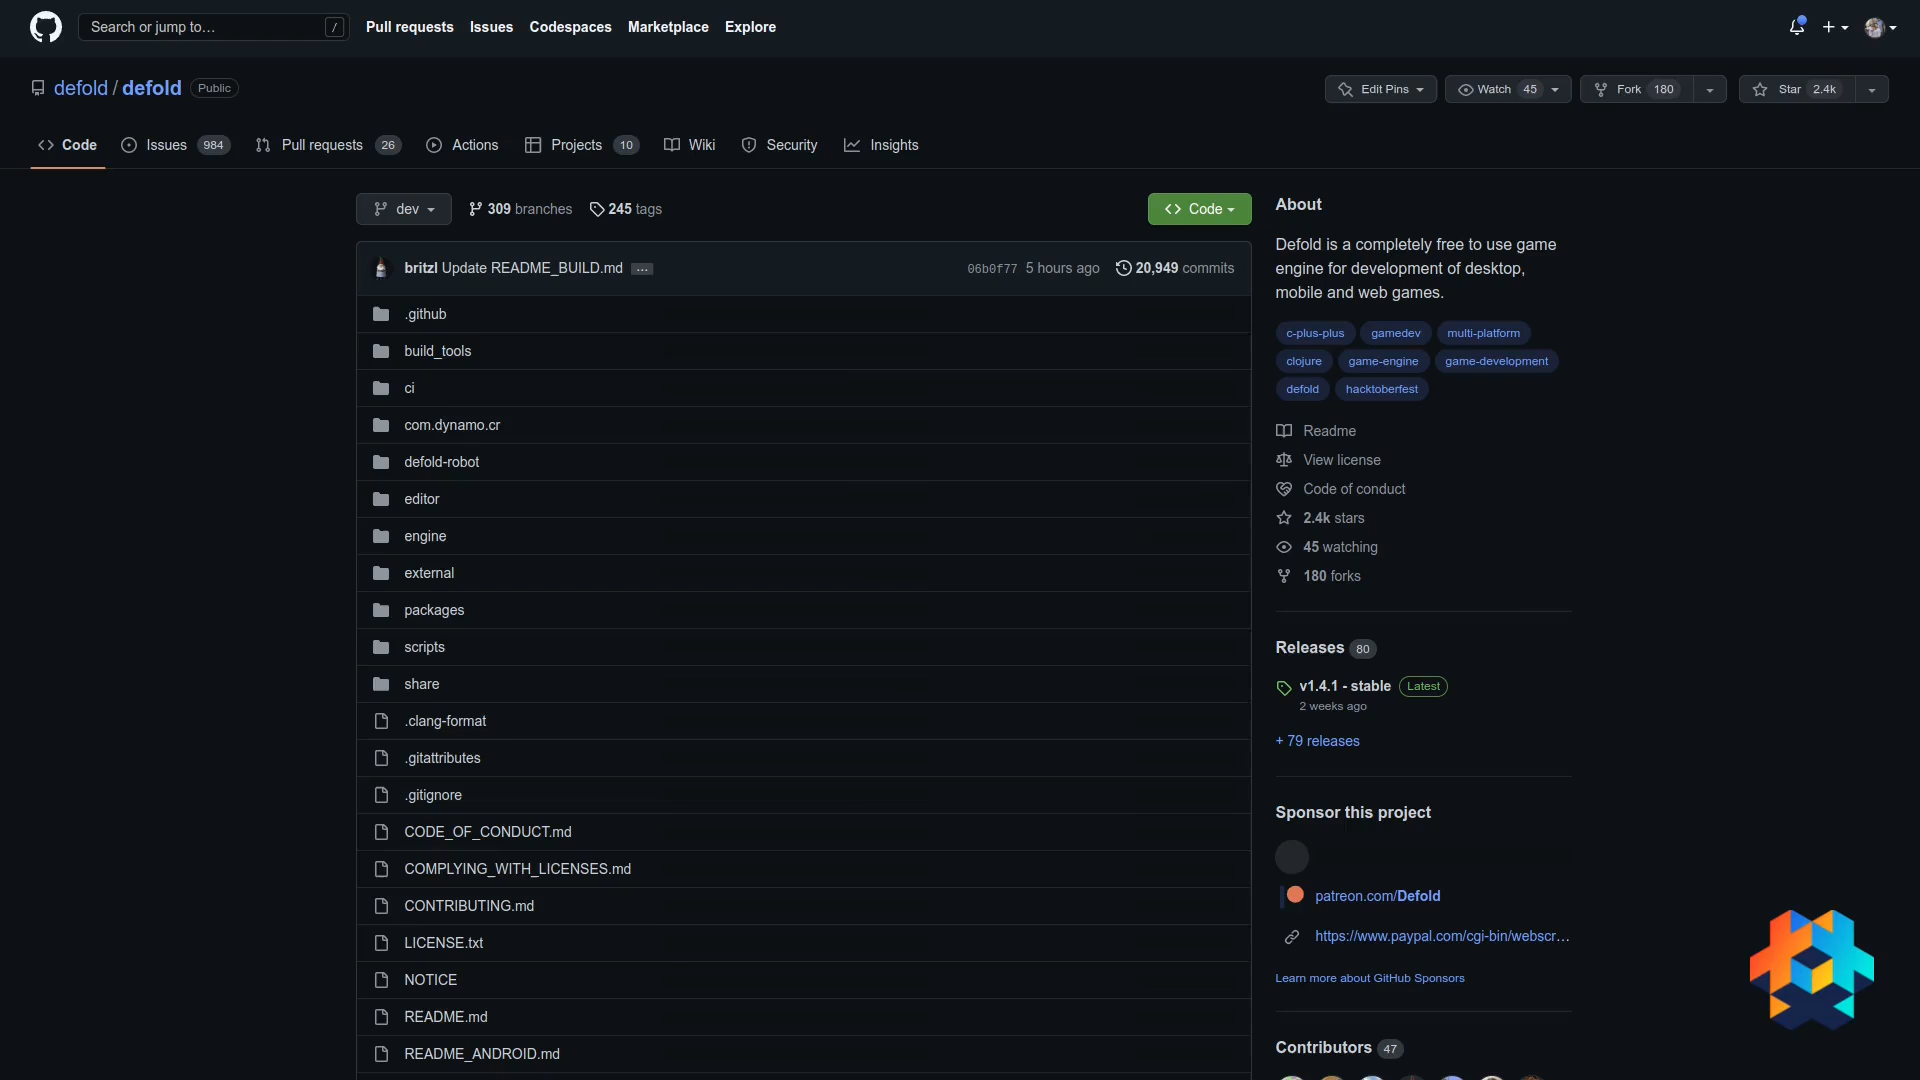 Search or jump to… /
Pull requests Issues Codespaces Marketplace Explore
defold / defold Public
Edit Pins Watch 45 Fork 180 Star 2.4k
Code Issues 984 Pull requests 26 Actions Projects 10 Wiki Security Insights
dev 309 branches 245 tags Code
britzl Update README_BUILD.md … 06b0f77 5 hours ago 20,949 commits
.github
build_tools
ci
com.dynamo.cr
defold-robot
editor
engine
external
packages
scripts
share
.clang-format
.gitattributes
.gitignore
CODE_OF_CONDUCT.md
COMPLYING_WITH_LICENSES.md
CONTRIBUTING.md
LICENSE.txt
NOTICE
README.md
README_ANDROID.md
About
Defold is a completely free to use game
engine for development of desktop,
mobile and web games.
c-plus-plus gamedev multi-platform
clojure game-engine game-development
defold hacktoberfest
Readme
View license
Code of conduct
2.4k stars
45 watching
180 forks
Releases 80
v1.4.1 - stable Latest
2 weeks ago
+ 79 releases
Sponsor this project
patreon.com/Defold
https://www.paypal.com/cgi-bin/webscr…
Learn more about GitHub Sponsors
Contributors 47